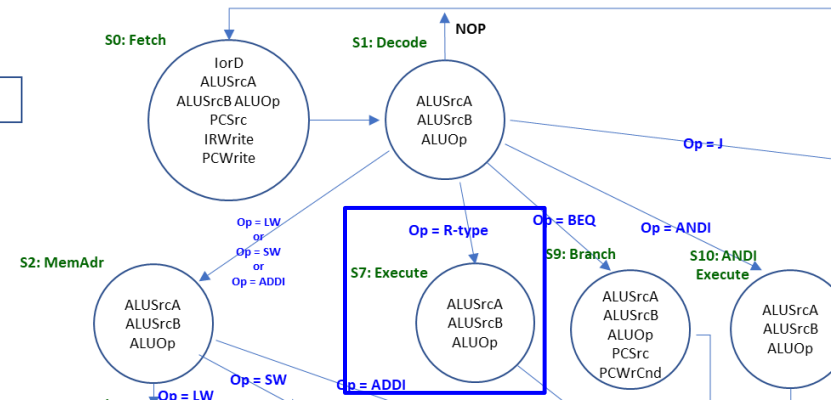 NOP
S0: Fetch
S1: Decode
IorD
ALUSrcA
ALUSrcB ALUOp
PCSrc
IRWrite
PCWrite
ALUSrcA
ALUSrcB
ALUOp
Op = J
Op = LW
or
Op = SW
or
Op = ADDI
Op = R-type
Op = BEQ
Op = ANDI
S2: MemAdr
S7: Execute
S9: Branch
S10: ANDI
Execute
ALUSrcA
ALUSrcB
ALUOp
ALUSrcA
ALUSrcB
ALUOp
ALUSrcA
ALUSrcB
ALUOp
PCSrc
PCWrCnd
ALUSrcA
ALUSrcB
ALUOp
Op = SW
Op = ADDI
Op = LW